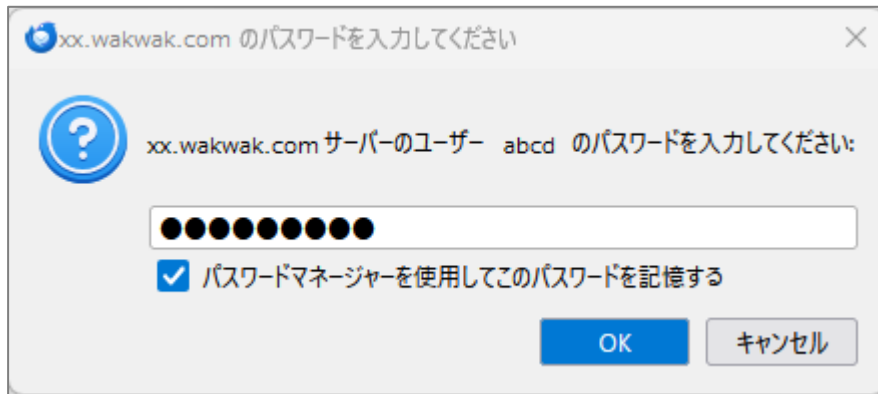 xx.wakwak.com のパスワードを入力してください
xx.wakwak.comサーバーのユーザー abcd のパスワードを入力してください:
●●●●●●●●●
パスワードマネージャーを使用してこのパスワードを記憶する
OK キャンセル